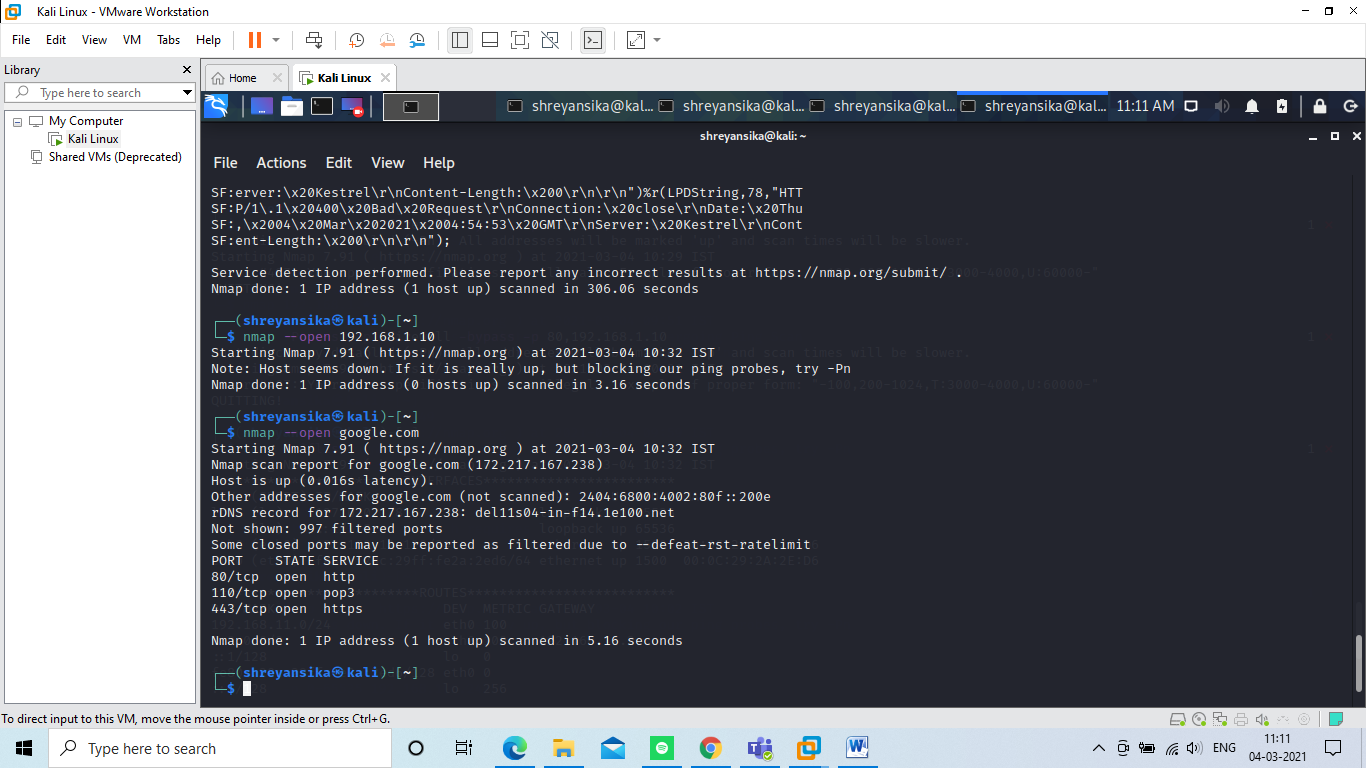 Kali Linux - VMware Workstation
File Edit View VM Tabs Help
Library
Type here to search
My Computer
Kali Linux
Shared VMs (Deprecated)
Home
Kali Linux
shreyansika@kal...
shreyansika@kal...
shreyansika@kal...
shreyansika@kal...
11:11 AM
shreyansika@kali: ~
File Actions Edit View Help
SF:erver:\x20Kestrel\r\nContent-Length:\x200\r\n\r\n")%r(LPDString,78,"HTT
SF:P/1\.1\x20400\x20Bad\x20Request\r\nConnection:\x20close\r\nDate:\x20Thu
SF:,\x2004\x20Mar\x202021\x2004:54:53\x20GMT\r\nServer:\x20Kestrel\r\nCont
SF:ent-Length:\x200\r\n\r\n");
Service detection performed. Please report any incorrect results at https://nmap.org/submit/ .
Nmap done: 1 IP address (1 host up) scanned in 306.06 seconds
┌──(shreyansika㉿kali)-[~]
└─$ nmap --open 192.168.1.10
Starting Nmap 7.91 ( https://nmap.org ) at 2021-03-04 10:32 IST
Note: Host seems down. If it is really up, but blocking our ping probes, try -Pn
Nmap done: 1 IP address (0 hosts up) scanned in 3.16 seconds
┌──(shreyansika㉿kali)-[~]
└─$ nmap --open google.com
Starting Nmap 7.91 ( https://nmap.org ) at 2021-03-04 10:32 IST
Nmap scan report for google.com (172.217.167.238)
Host is up (0.016s latency).
Other addresses for google.com (not scanned): 2404:6800:4002:80f::200e
rDNS record for 172.217.167.238: del11s04-in-f14.1e100.net
Not shown: 997 filtered ports
Some closed ports may be reported as filtered due to --defeat-rst-ratelimit
PORT STATE SERVICE
80/tcp open http
110/tcp open pop3
443/tcp open https
Nmap done: 1 IP address (1 host up) scanned in 5.16 seconds
┌──(shreyansika㉿kali)-[~]
└─$
To direct input to this VM, move the mouse pointer inside or press Ctrl+G.
Type here to search
ENG
11:11
04-03-2021